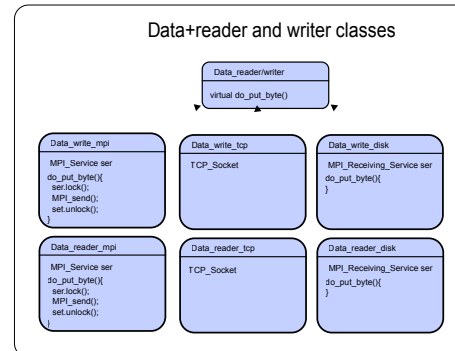 Data+reader and writer classes
Data_reader/writer
virtual do_put_byte()
Data_write_mpi
MPI_Service ser
do_put_byte(){
ser.lock();
MPI_send();
set.unlock();
}
Data_write_tcp
TCP_Socket
Data_write_disk
MPI_Receiving_Service ser
do_put_byte(){
}
Data_reader_mpi
MPI_Service ser
do_put_byte(){
ser.lock();
MPI_send();
set.unlock();
}
Data_reader_tcp
TCP_Socket
Data_reader_disk
MPI_Receiving_Service ser
do_put_byte(){
}